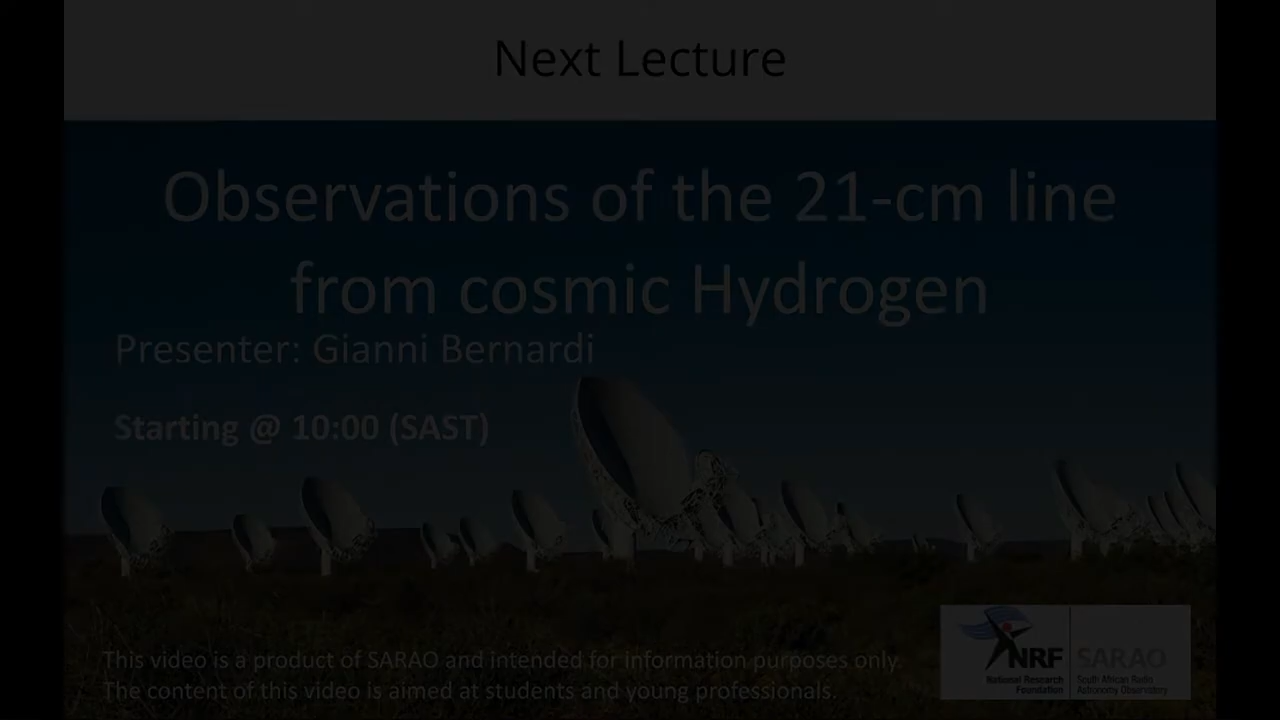 Next Lecture
Observations of the 21-cm line
from cosmic Hydrogen
Presenter: Gianni Bernardi
Starting @ 10:00 (SAST)
This video is a product of SARAO and intended for information purposes only.
The content of this video is aimed at students and young professionals.
NRF
National Research
Foundation
SARAO
South African Radio
Astronomy Observatory